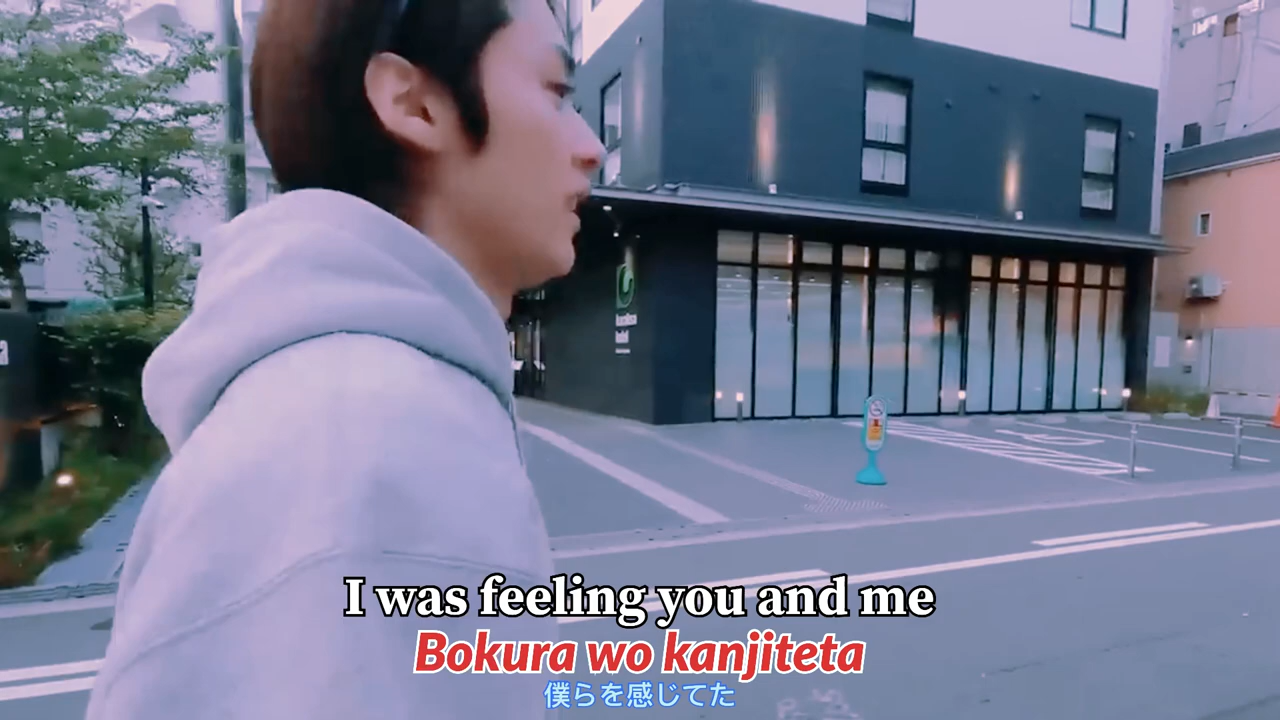 I was feeling you and me
Bokura wo kanjiteta
僕らを感じてた